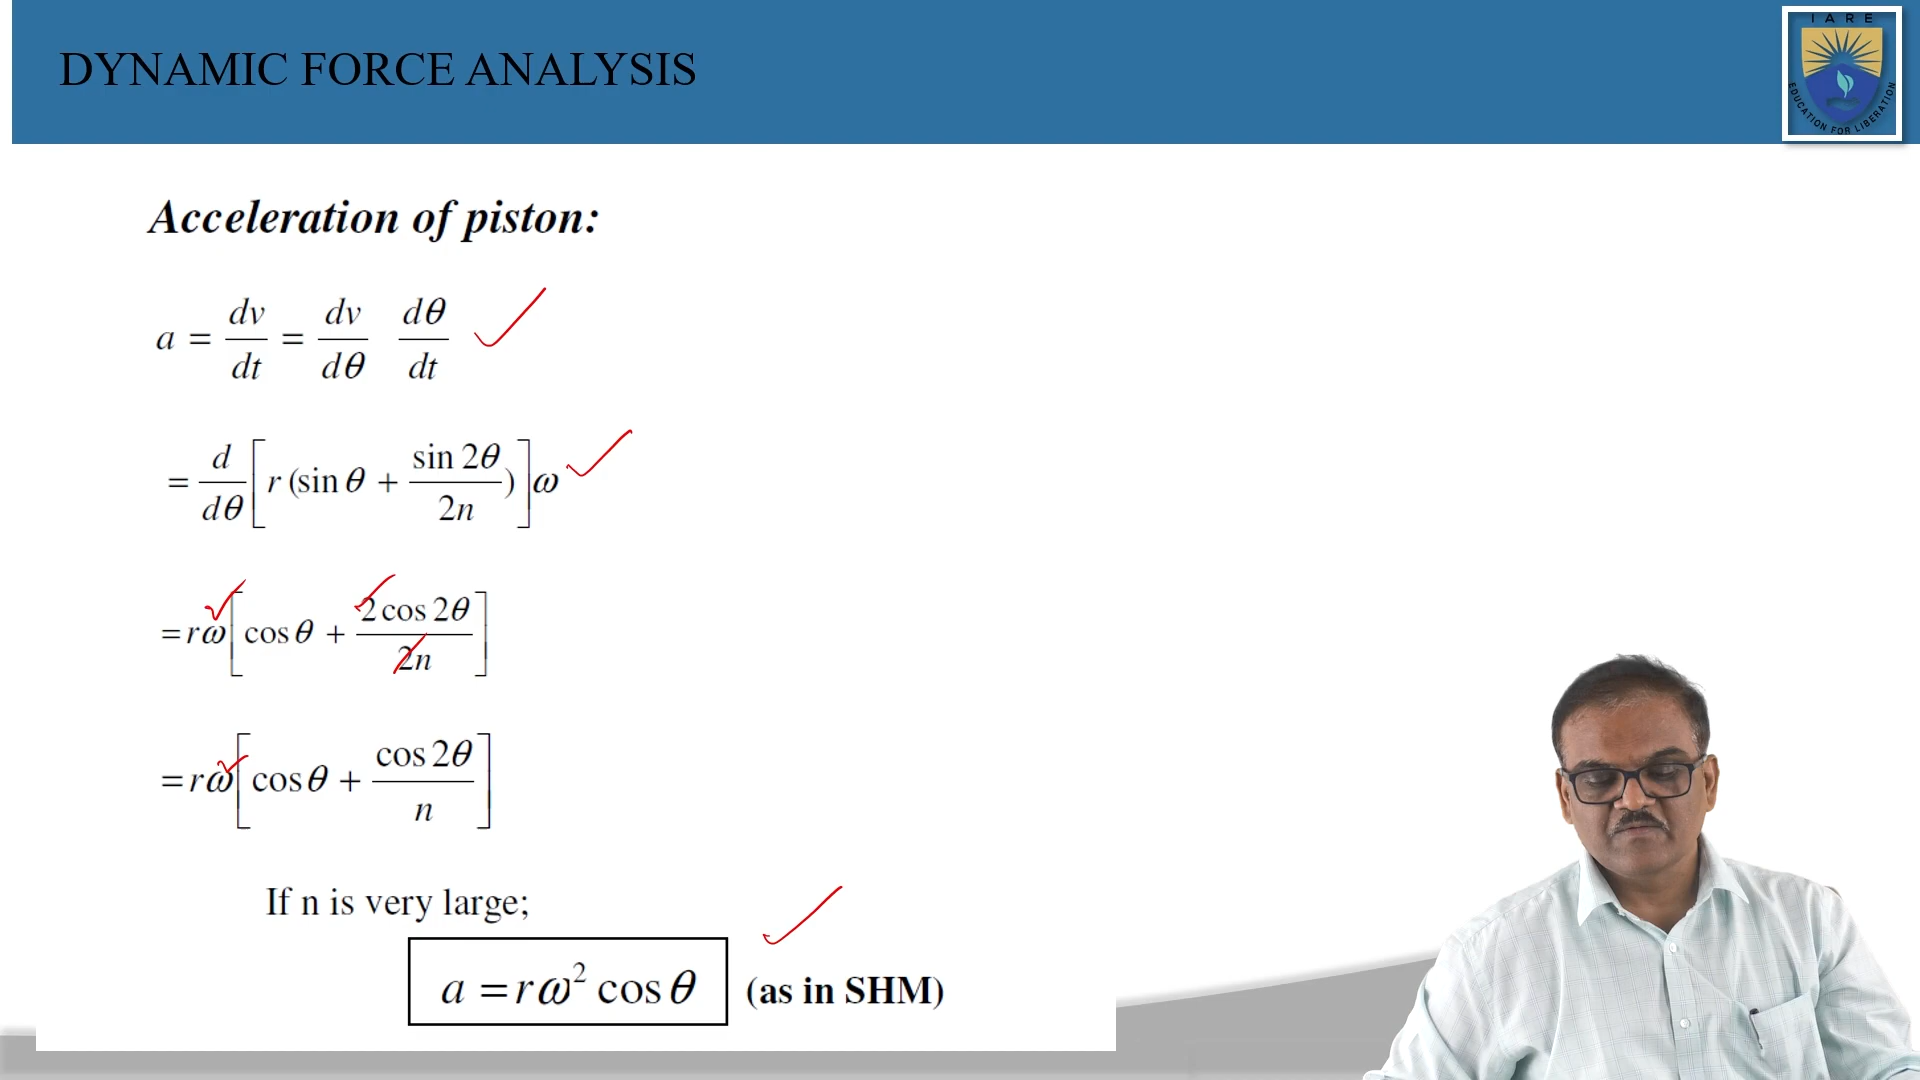 I A R E
EDUCATION FOR LIBERATION
DYNAMIC FORCE ANALYSIS
Acceleration of piston:
a = dv/dt = dv/dθ dθ/dt
= d/dθ [ r (sin θ + sin 2θ/2n) ] ω
= rω [ cos θ + 2 cos 2θ/2n ]
= rω [ cos θ + cos 2θ/n ]
If n is very large;
a = rω² cos θ (as in SHM)